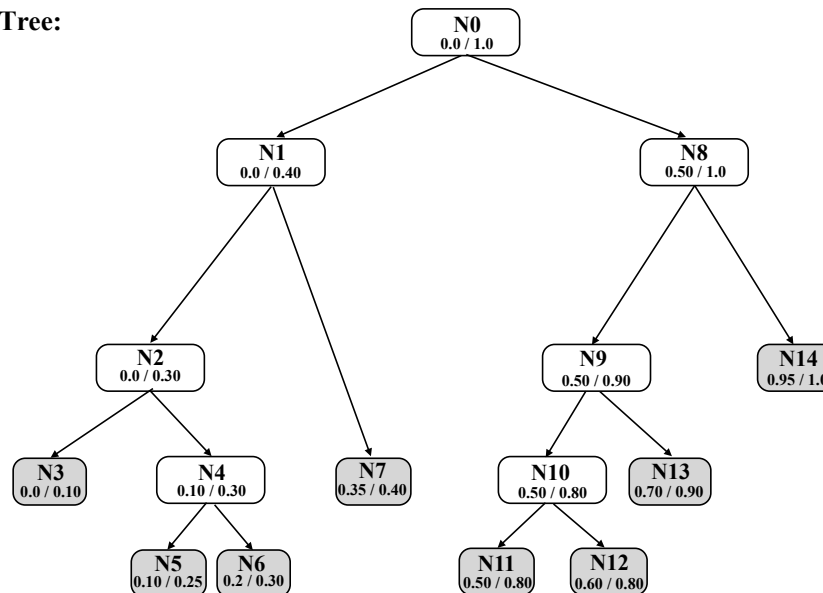 Tree:
N0
0.0 / 1.0
N1
0.0 / 0.40
N8
0.50 / 1.0
N2
0.0 / 0.30
N9
0.50 / 0.90
N14
0.95 / 1.0
N3
0.0 / 0.10
N4
0.10 / 0.30
N7
0.35 / 0.40
N10
0.50 / 0.80
N13
0.70 / 0.90
N5
0.10 / 0.25
N6
0.2 / 0.30
N11
0.50 / 0.80
N12
0.60 / 0.80